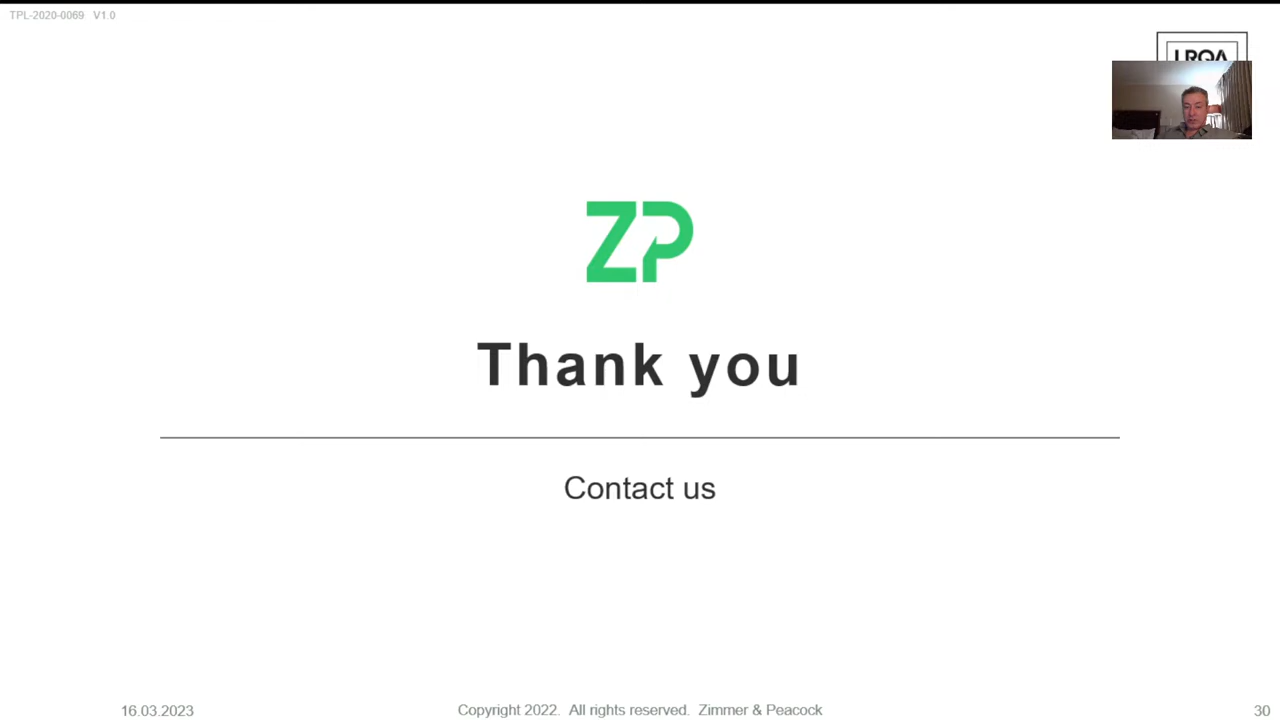 TPL-2020-0069 V1.0
LRQA
ZP
Thank you
Contact us
16.03.2023
Copyright 2022. All rights reserved. Zimmer & Peacock
30